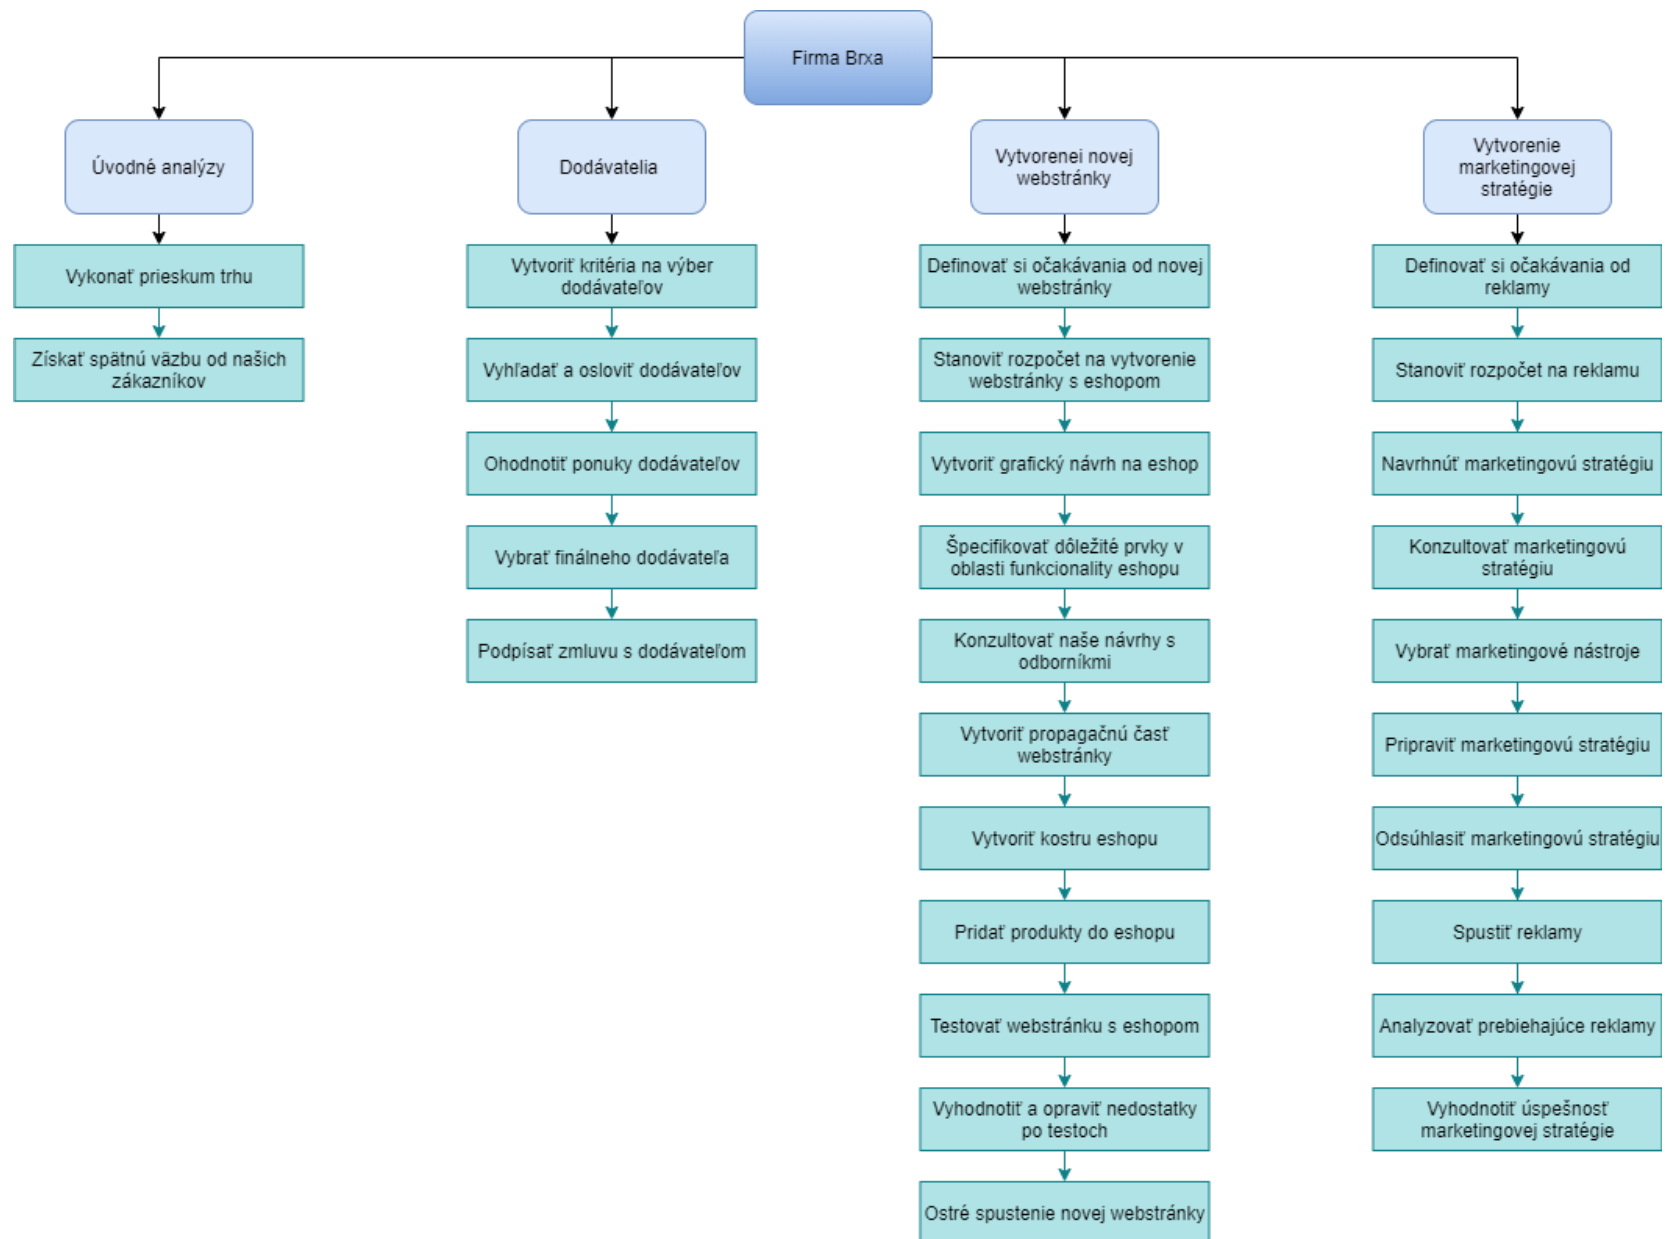 Firma Brxa
Úvodné analýzy
Vykonať prieskum trhu
Získať spätnú väzbu od našich
zákazníkov
Dodávatelia
Vytvoriť kritéria na výber
dodávateľov
Vyhľadať a osloviť dodávateľov
Ohodnotiť ponuky dodávateľov
Vybrať finálneho dodávateľa
Podpísať zmluvu s dodávateľom
Vytvorenei novej
webstránky
Definovať si očakávania od novej
webstránky
Stanoviť rozpočet na vytvorenie
webstránky s eshopom
Vytvoriť grafický návrh na eshop
Špecifikovať dôležité prvky v
oblasti funkcionality eshopu
Konzultovať naše návrhy s
odborníkmi
Vytvoriť propagačnú časť
webstránky
Vytvoriť kostru eshopu
Pridať produkty do eshopu
Testovať webstránku s eshopom
Vyhodnotiť a opraviť nedostatky
po testoch
Ostré spustenie novej webstránky
Vytvorenie
marketingovej
stratégie
Definovať si očakávania od
reklamy
Stanoviť rozpočet na reklamu
Navrhnúť marketingovú stratégiu
Konzultovať marketingovú
stratégiu
Vybrať marketingové nástroje
Pripraviť marketingovú stratégiu
Odsúhlasiť marketingovú stratégiu
Spustiť reklamy
Analyzovať prebiehajúce reklamy
Vyhodnotiť úspešnosť
marketingovej stratégie